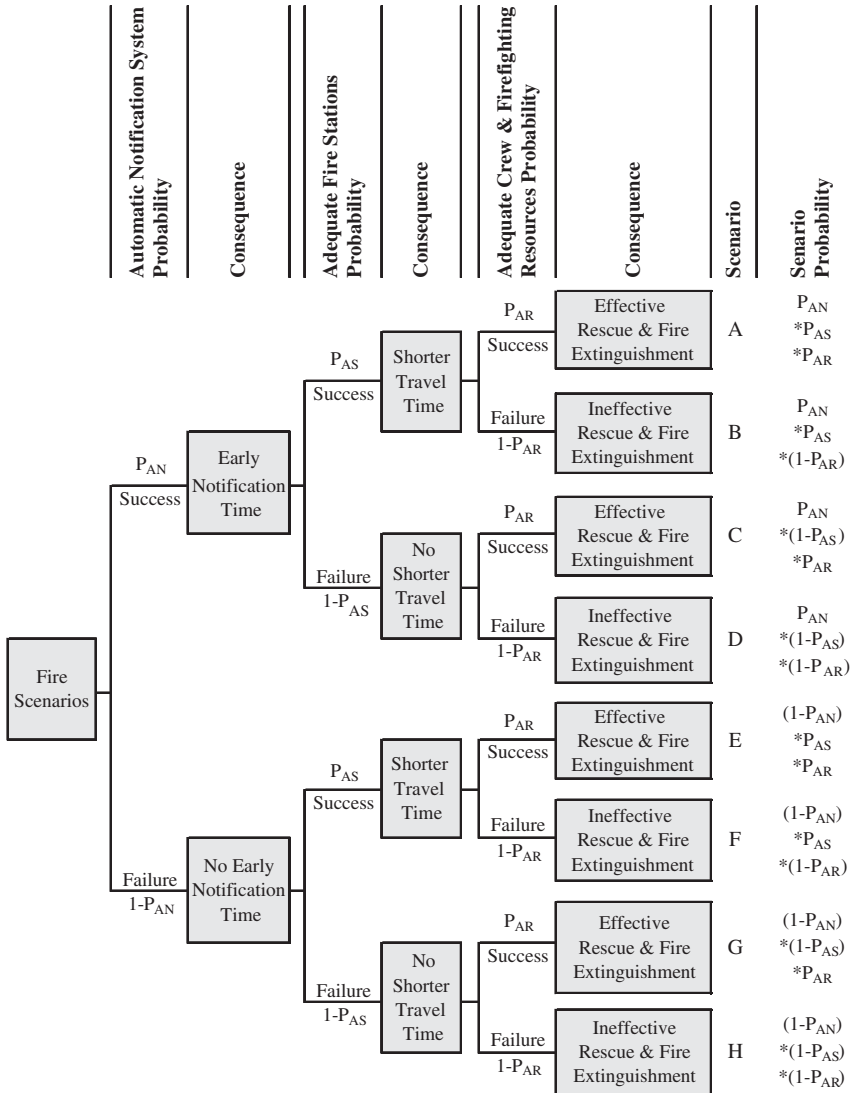 Automatic Notification System
Probability
Consequence
Adequate Fire Stations
Probability
Consequence
Adequate Crew & Firefighting
Resources Probability
Consequence
Scenario
Senario
Probability
Fire
Scenarios
P_AN
Success
Early
Notification
Time
Failure
1-P_AN
No Early
Notification
Time
P_AS
Success
Shorter
Travel
Time
Failure
1-P_AS
No
Shorter
Travel
Time
P_AS
Success
Shorter
Travel
Time
Failure
1-P_AS
No
Shorter
Travel
Time
P_AR
Success
Effective
Rescue & Fire
Extinguishment
A
P_AN
*P_AS
*P_AR
Failure
1-P_AR
Ineffective
Rescue & Fire
Extinguishment
B
P_AN
*P_AS
*(1-P_AR)
P_AR
Success
Effective
Rescue & Fire
Extinguishment
C
P_AN
*(1-P_AS)
*P_AR
Failure
1-P_AR
Ineffective
Rescue & Fire
Extinguishment
D
P_AN
*(1-P_AS)
*(1-P_AR)
P_AR
Success
Effective
Rescue & Fire
Extinguishment
E
(1-P_AN)
*P_AS
*P_AR
Failure
1-P_AR
Ineffective
Rescue & Fire
Extinguishment
F
(1-P_AN)
*P_AS
*(1-P_AR)
P_AR
Success
Effective
Rescue & Fire
Extinguishment
G
(1-P_AN)
*(1-P_AS)
*P_AR
Failure
1-P_AR
Ineffective
Rescue & Fire
Extinguishment
H
(1-P_AN)
*(1-P_AS)
*(1-P_AR)